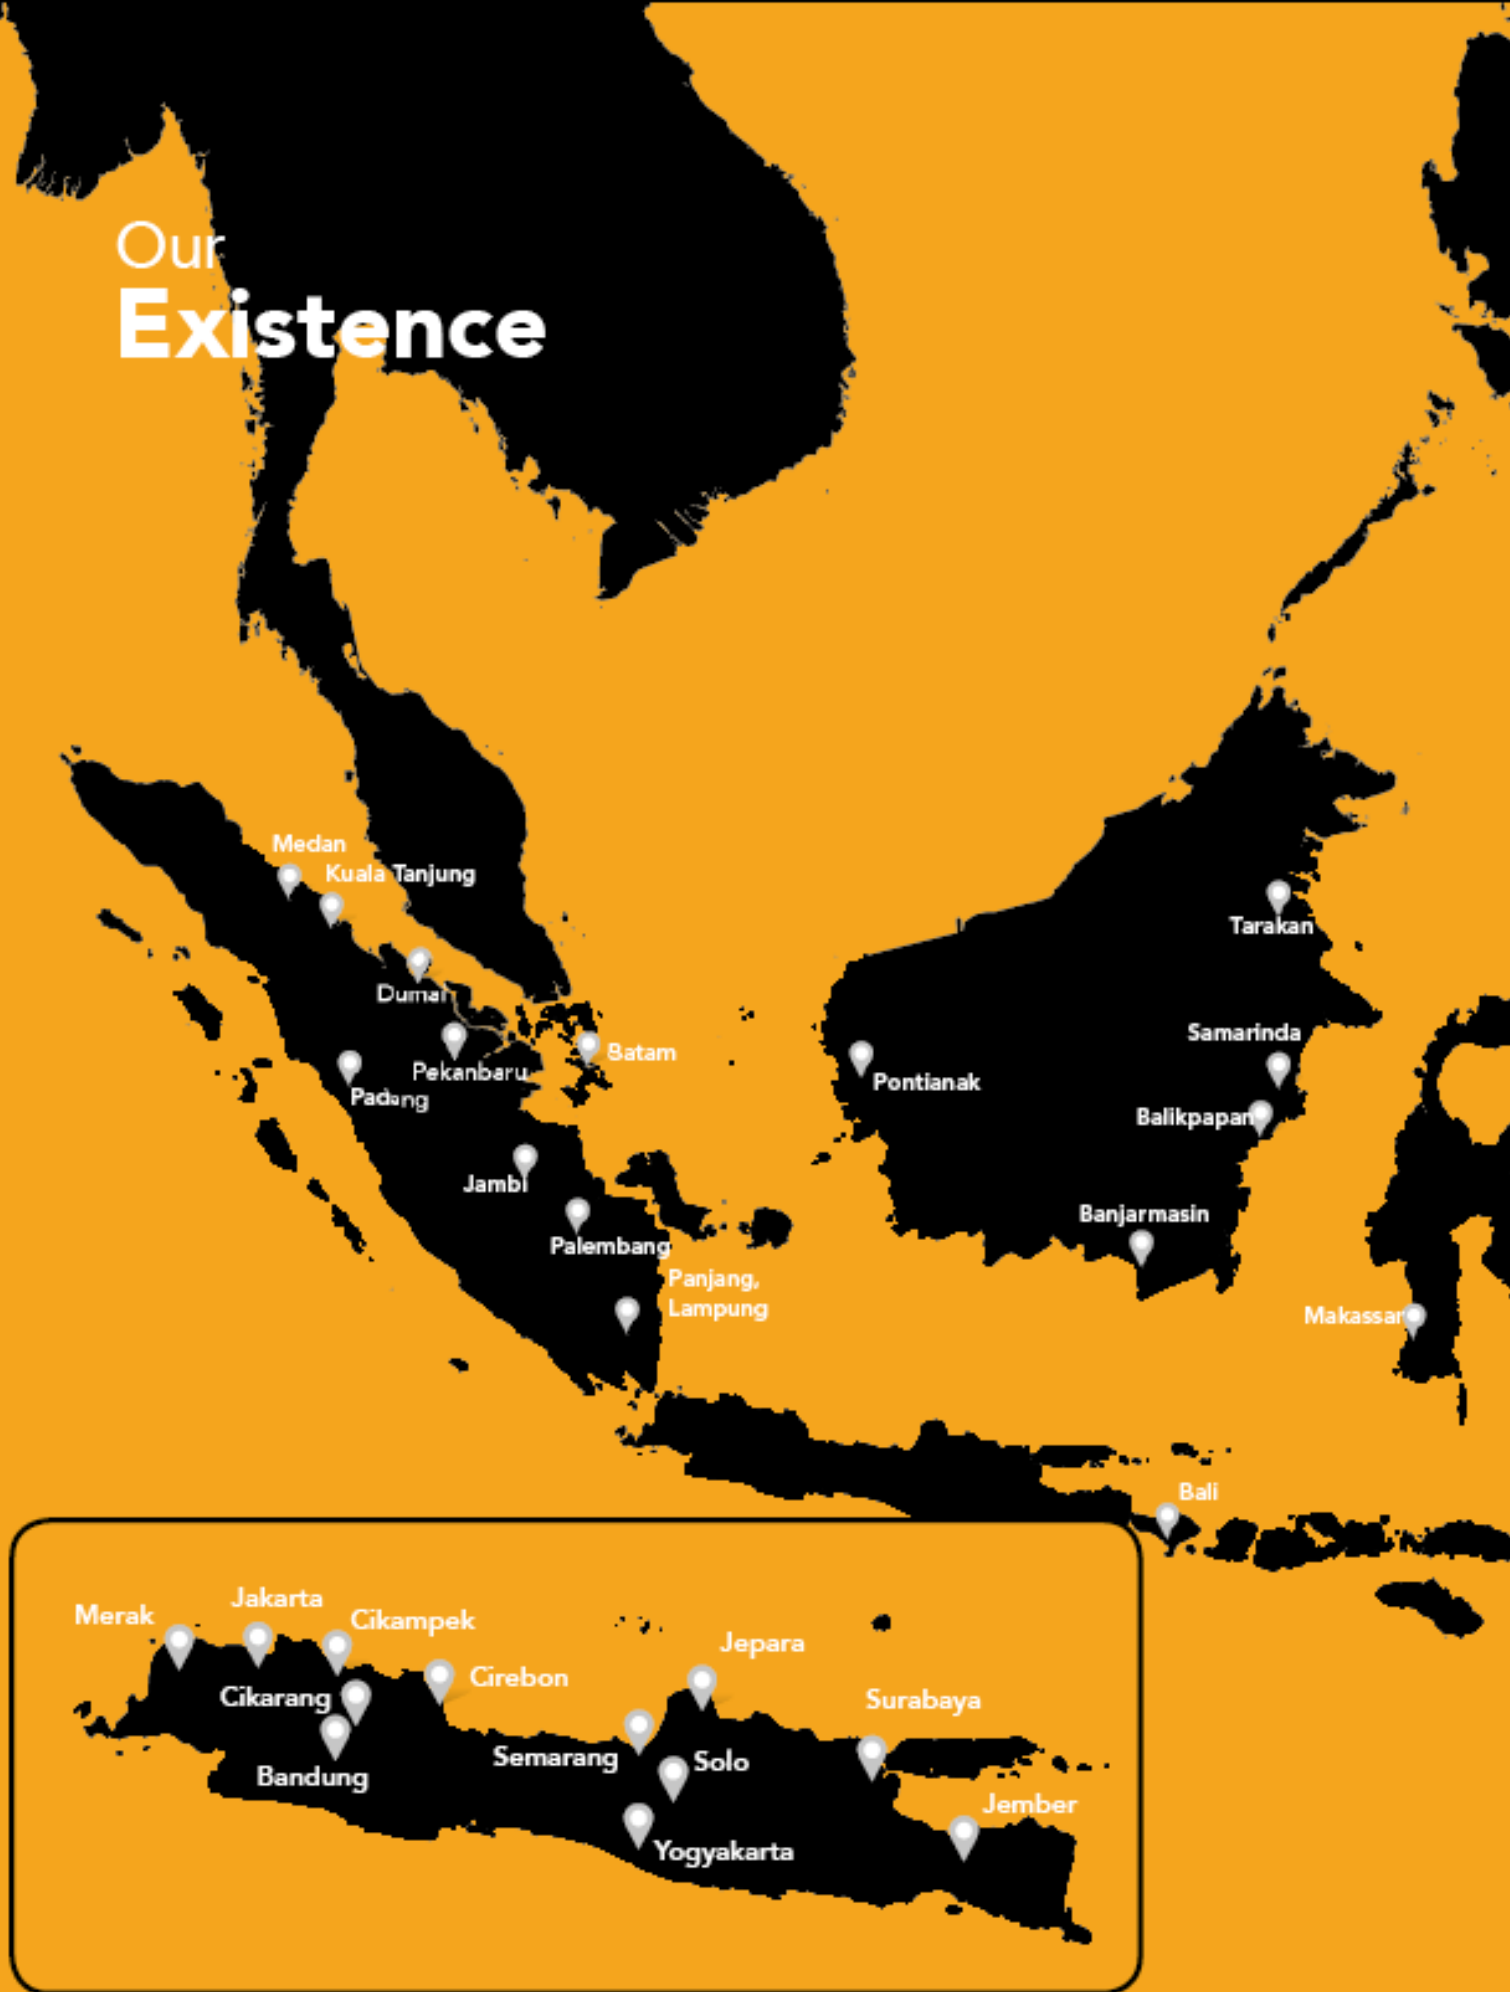 Our
Existence
Medan
Kuala Tanjung
Dumai
Batam
Pekanbaru
Padang
Jambi
Palembang
Panjang,
Lampung
Tarakan
Samarinda
Pontianak
Balikpapan
Banjarmasin
Makassar
Bali
Merak
Jakarta
Cikampek
Cirebon
Cikarang
Bandung
Jepara
Surabaya
Semarang
Solo
Yogyakarta
Jember